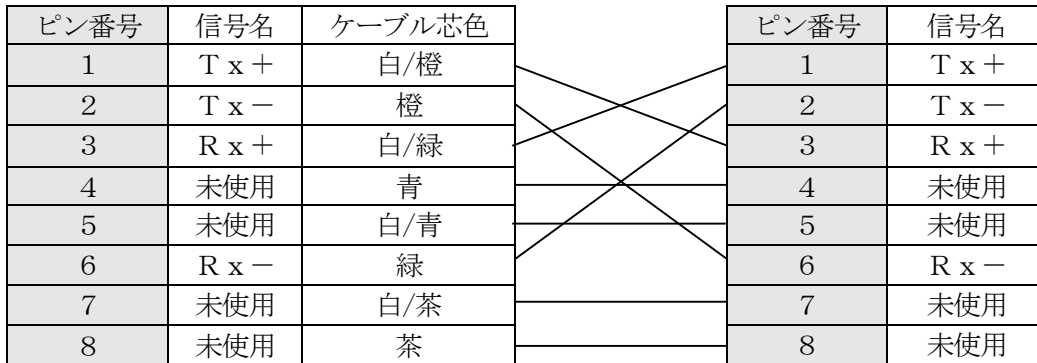 ピン番号 信号名 ケーブル芯色 ピン番号 信号名
1 Tx+ 白/橙 1 Tx+
2 Tx- 橙 2 Tx-
3 Rx+ 白/緑 3 Rx+
4 未使用 青 4 未使用
5 未使用 白/青 5 未使用
6 Rx- 緑 6 Rx-
7 未使用 白/茶 7 未使用
8 未使用 茶 8 未使用